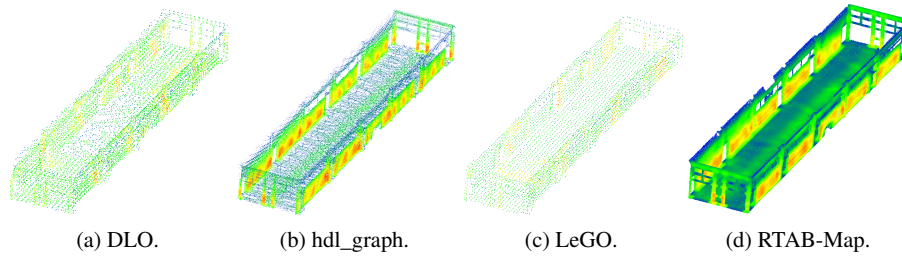 (a) DLO.
(b) hdl_graph.
(c) LeGO.
(d) RTAB-Map.